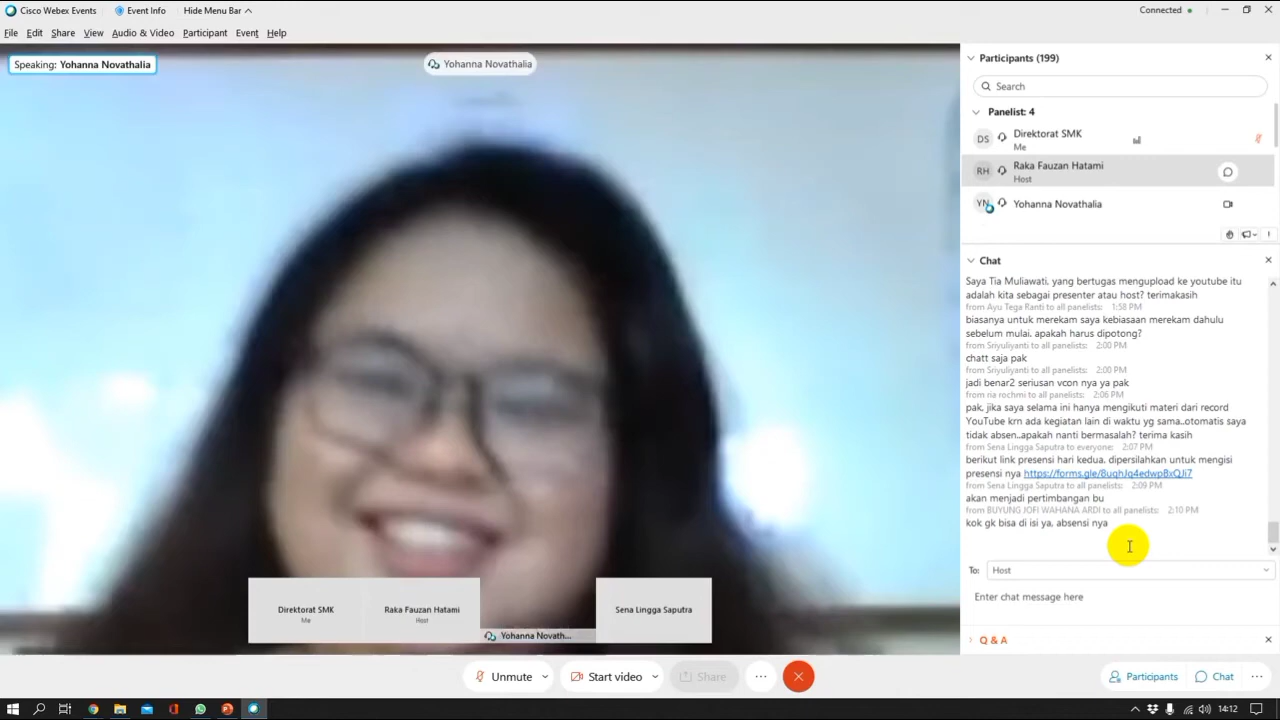 Cisco Webex Events
Event Info
Hide Menu Bar
Connected
File Edit Share View Audio & Video Participant Event Help
Speaking: Yohanna Novathalia
Yohanna Novathalia
Participants (199)
Search
Panelist: 4
DS
Direktorat SMK
Me
RH
Raka Fauzan Hatami
Host
YN
Yohanna Novathalia
Chat
Saya Tia Muliawati. yang bertugas mengupload ke youtube itu
adalah kita sebagai presenter atau host? terimakasih
from Ayu Tega Ranti to all panelists: 1:58 PM
biasanya untuk merekam saya kebiasaan merekam dahulu
sebelum mulai. apakah harus dipotong?
from Sriyuliyanti to all panelists: 2:00 PM
chatt saja pak
from Sriyuliyanti to all panelists: 2:00 PM
jadi benar2 seriusan vcon nya ya pak
from ria rochmi to all panelists: 2:06 PM
pak. jika saya selama ini hanya mengikuti materi dari record
YouTube krn ada kegiatan lain di waktu yg sama..otomatis saya
tidak absen..apakah nanti bermasalah? terima kasih
from Sena Lingga Saputra to everyone: 2:07 PM
berikut link presensi hari kedua. dipersilahkan untuk mengisi
presensi nya https://forms.gle/8uqhJq4edwpBxQJi7
from Sena Lingga Saputra to all panelists: 2:09 PM
akan menjadi pertimbangan bu
from BUYUNG JOFI WAHANA ARDI to all panelists: 2:10 PM
kok gk bisa di isi ya, absensi nya
To: Host
Enter chat message here
Q & A
Direktorat SMK
Me
Raka Fauzan Hatami
Host
Yohanna Novath...
Sena Lingga Saputra
Unmute
Start video
Share
Participants
Chat
14:12